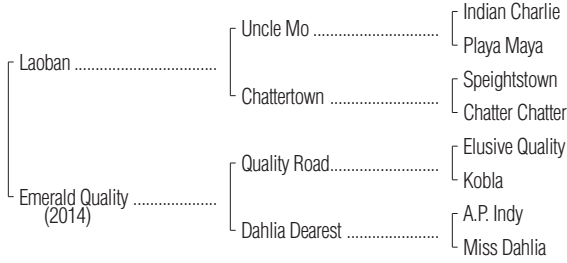 Indian Charlie
Uncle Mo ................................
Playa Maya
Laoban ....................................
Speightstown
Chattertown ...........................
Chatter Chatter
Elusive Quality
Quality Road...........................
Kobla
Emerald Quality .....................
(2014)
A.P. Indy
Dahlia Dearest .......................
Miss Dahlia